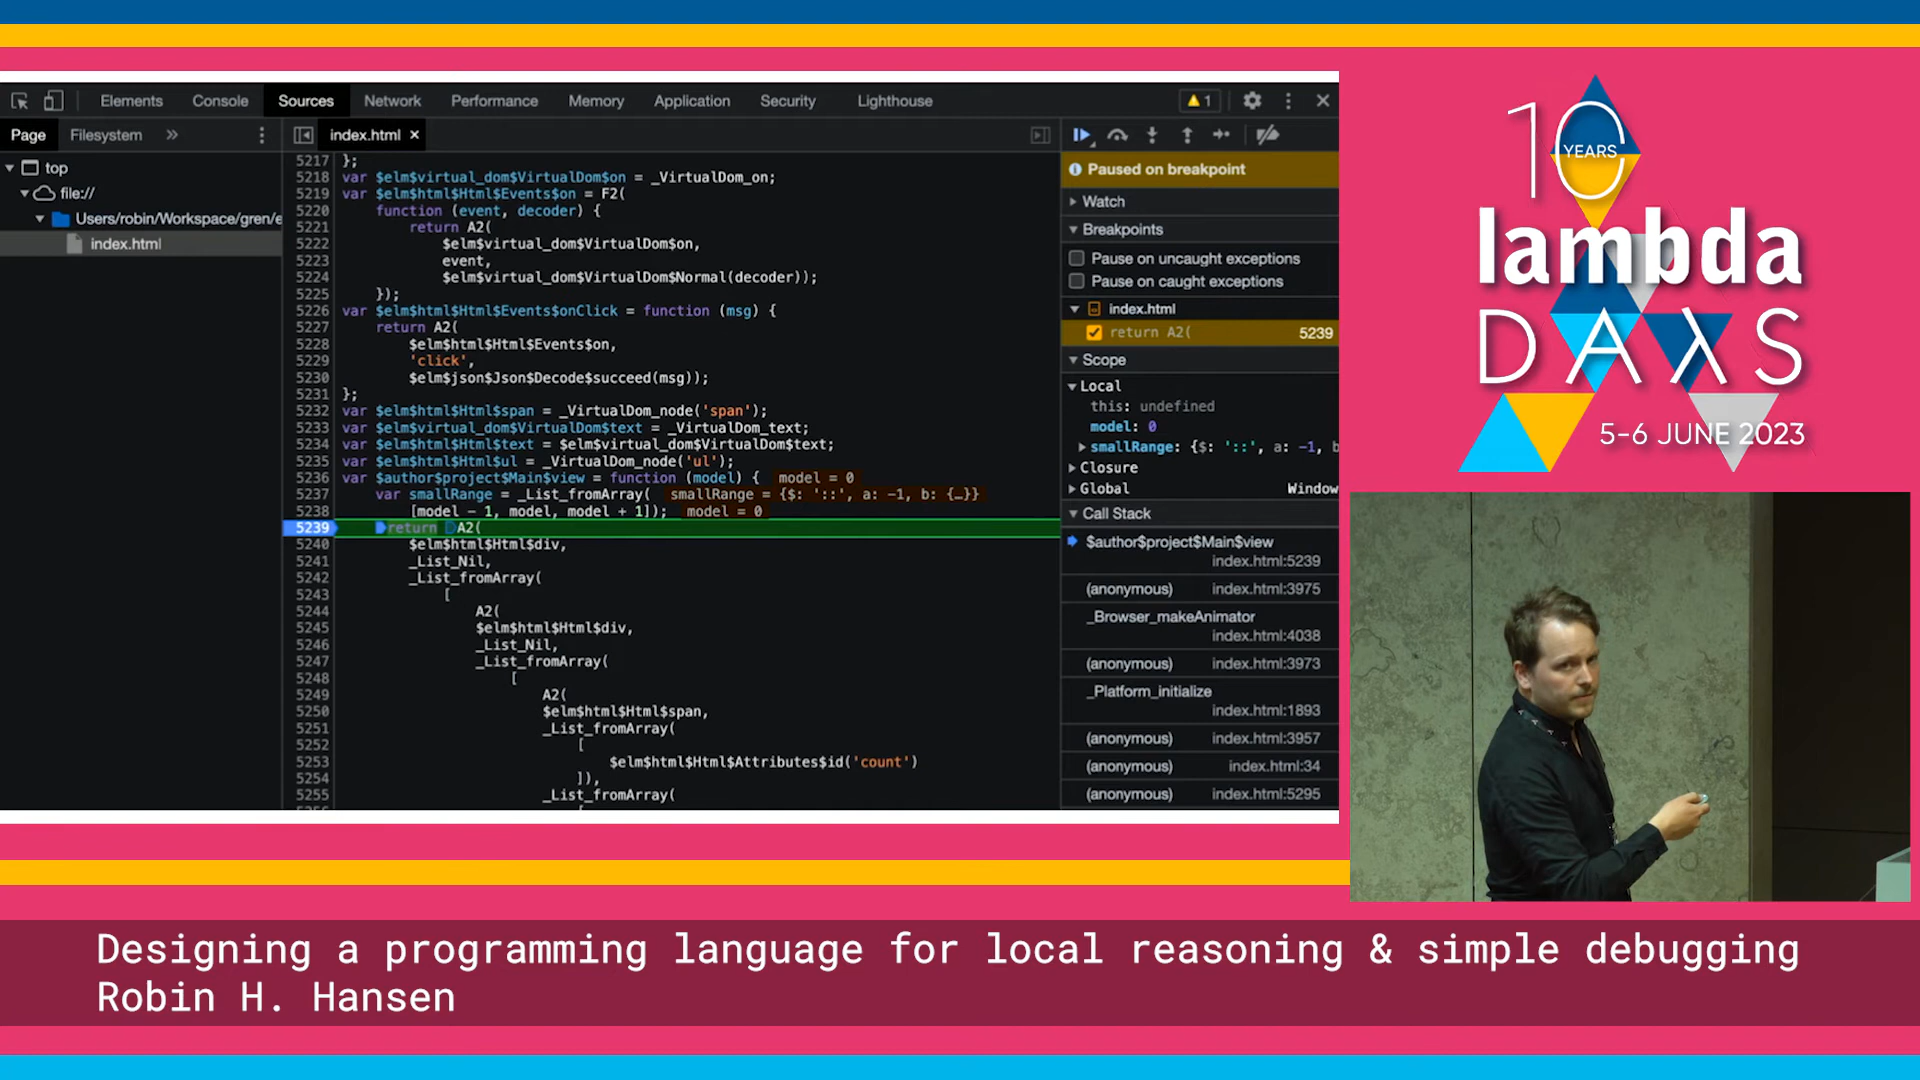 Elements Console Sources Network Performance Memory Application Security Lighthouse 1
Page Filesystem »
top
file://
Users/robin/Workspace/gren/e
index.html
index.html ×
5217 };
5218 var $elm$virtual_dom$VirtualDom$on = _VirtualDom_on;
5219 var $elm$html$Html$Events$on = F2(
5220 function (event, decoder) {
5221 return A2(
5222 $elm$virtual_dom$VirtualDom$on,
5223 event,
5224 $elm$virtual_dom$VirtualDom$Normal(decoder));
5225 });
5226 var $elm$html$Html$Events$onClick = function (msg) {
5227 return A2(
5228 $elm$html$Html$Events$on,
5229 'click',
5230 $elm$json$Json$Decode$succeed(msg));
5231 };
5232 var $elm$html$Html$span = _VirtualDom_node('span');
5233 var $elm$virtual_dom$VirtualDom$text = _VirtualDom_text;
5234 var $elm$html$Html$text = $elm$virtual_dom$VirtualDom$text;
5235 var $elm$html$Html$ul = _VirtualDom_node('ul');
5236 var $author$project$Main$view = function (model) { model = 0
5237 var smallRange = _List_fromArray( smallRange = {$: '::', a: −1, b: {…}}
5238 [model - 1, model, model + 1]); model = 0
5239 return A2(
5240 $elm$html$Html$div,
5241 _List_Nil,
5242 _List_fromArray(
5243 [
5244 A2(
5245 $elm$html$Html$div,
5246 _List_Nil,
5247 _List_fromArray(
5248 [
5249 A2(
5250 $elm$html$Html$span,
5251 _List_fromArray(
5252 [
5253 $elm$html$Html$Attributes$id('count')
5254 ]),
5255 _List_fromArray(
Paused on breakpoint
Watch
Breakpoints
Pause on uncaught exceptions
Pause on caught exceptions
index.html
return A2( 5239
Scope
Local
this: undefined
model: 0
smallRange: {$: '::', a: −1, b
Closure
Global Window
Call Stack
$author$project$Main$view
index.html:5239
(anonymous) index.html:3975
_Browser_makeAnimator
index.html:4038
(anonymous) index.html:3973
_Platform_initialize
index.html:1893
(anonymous) index.html:3957
(anonymous) index.html:34
(anonymous) index.html:5295
10
YEARS
lambda
DAλS
5-6 JUNE 2023
Designing a programming language for local reasoning & simple debugging
Robin H. Hansen